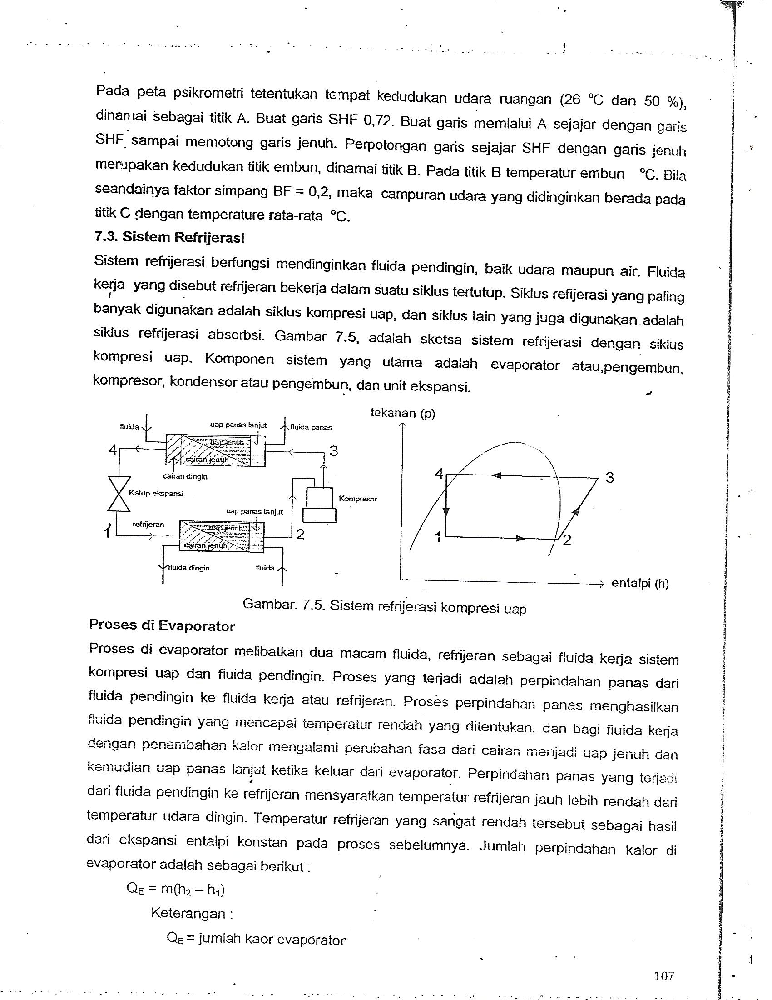 Pada peta psikrometri tetentukan tempat kedudukan udara ruangan (26 °C dan 50 %),
dinamai sebagai titik A. Buat garis SHF 0,72. Buat garis memlalui A sejajar dengan garis
SHF sampai memotong garis jenuh. Perpotongan garis sejajar SHF dengan garis jenuh
merupakan kedudukan titik embun, dinamai titik B. Pada titik B temperatur embun °C. Bila
seandainya faktor simpang BF = 0,2, maka campuran udara yang didinginkan berada pada
titik C dengan temperature rata-rata °C.
7.3. Sistem Refrijerasi
Sistem refrijerasi berfungsi mendinginkan fluida pendingin, baik udara maupun air. Fluida
kerja yang disebut refrijeran bekerja dalam suatu siklus tertutup. Siklus refijerasi yang paling
banyak digunakan adalah siklus kompresi uap, dan siklus lain yang juga digunakan adalah
siklus refrijerasi absorbsi. Gambar 7.5, adalah sketsa sistem refrijerasi dengan siklus
kompresi uap. Komponen sistem yang utama adalah evaporator atau,pengembun,
kompresor, kondensor atau pengembun, dan unit ekspansi.
fluida
uap panas lanjut
fluida panas
uap jenuh
cairan jenuh
4
3
cairan dingin
Katup ekspansi
Kompresor
uap panas lanjut
refrijeran
uap jenuh
cairan jenuh
1
2
fluida dingin
fluida
tekanan (p)
4
3
1
2
entalpi (h)
Gambar. 7.5. Sistem refrijerasi kompresi uap
Proses di Evaporator
Proses di evaporator melibatkan dua macam fluida, refrijeran sebagai fluida kerja sistem
kompresi uap dan fluida pendingin. Proses yang terjadi adalah perpindahan panas dari
fluida pendingin ke fluida kerja atau refrijeran. Proses perpindahan panas menghasilkan
fluida pendingin yang mencapai temperatur rendah yang ditentukan, dan bagi fluida kerja
dengan penambahan kalor mengalami perubahan fasa dari cairan menjadi uap jenuh dan
kemudian uap panas lanjut ketika keluar dari evaporator. Perpindahan panas yang terjadi
dari fluida pendingin ke refrijeran mensyaratkan temperatur refrijeran jauh lebih rendah dari
temperatur udara dingin. Temperatur refrijeran yang sangat rendah tersebut sebagai hasil
dari ekspansi entalpi konstan pada proses sebelumnya. Jumlah perpindahan kalor di
evaporator adalah sebagai berikut :
Q_E = m(h₂ – h₁)
Keterangan :
Q_E = jumlah kaor evaporator
107